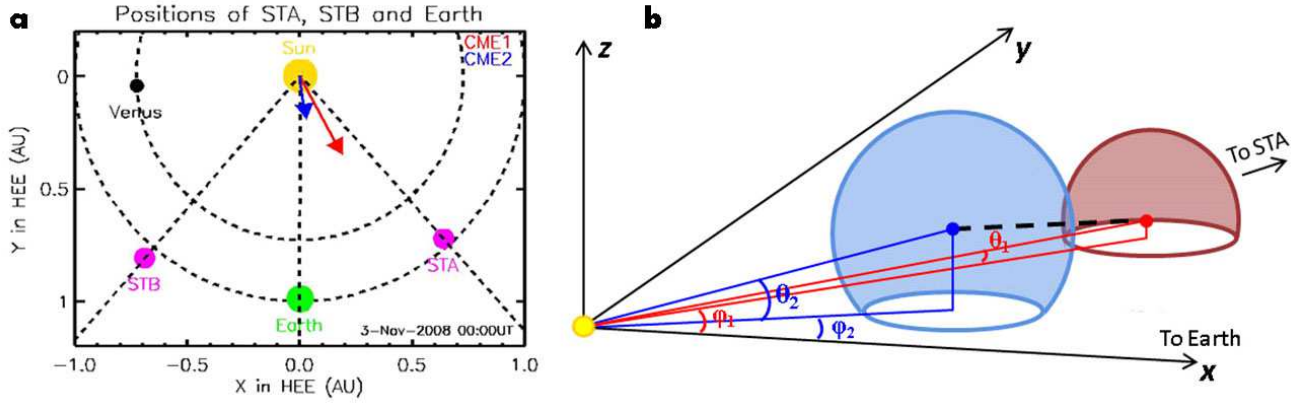 a
Positions of STA, STB and Earth
Sun
CME1
CME2
Venus
STB
STA
Earth
3-Nov-2008 00:00UT
0
0.5
1
Y in HEE (AU)
-1.0
-0.5
0.0
0.5
1.0
X in HEE (AU)
b
z
y
To STA
θ1
θ2
φ1
φ2
To Earth
x